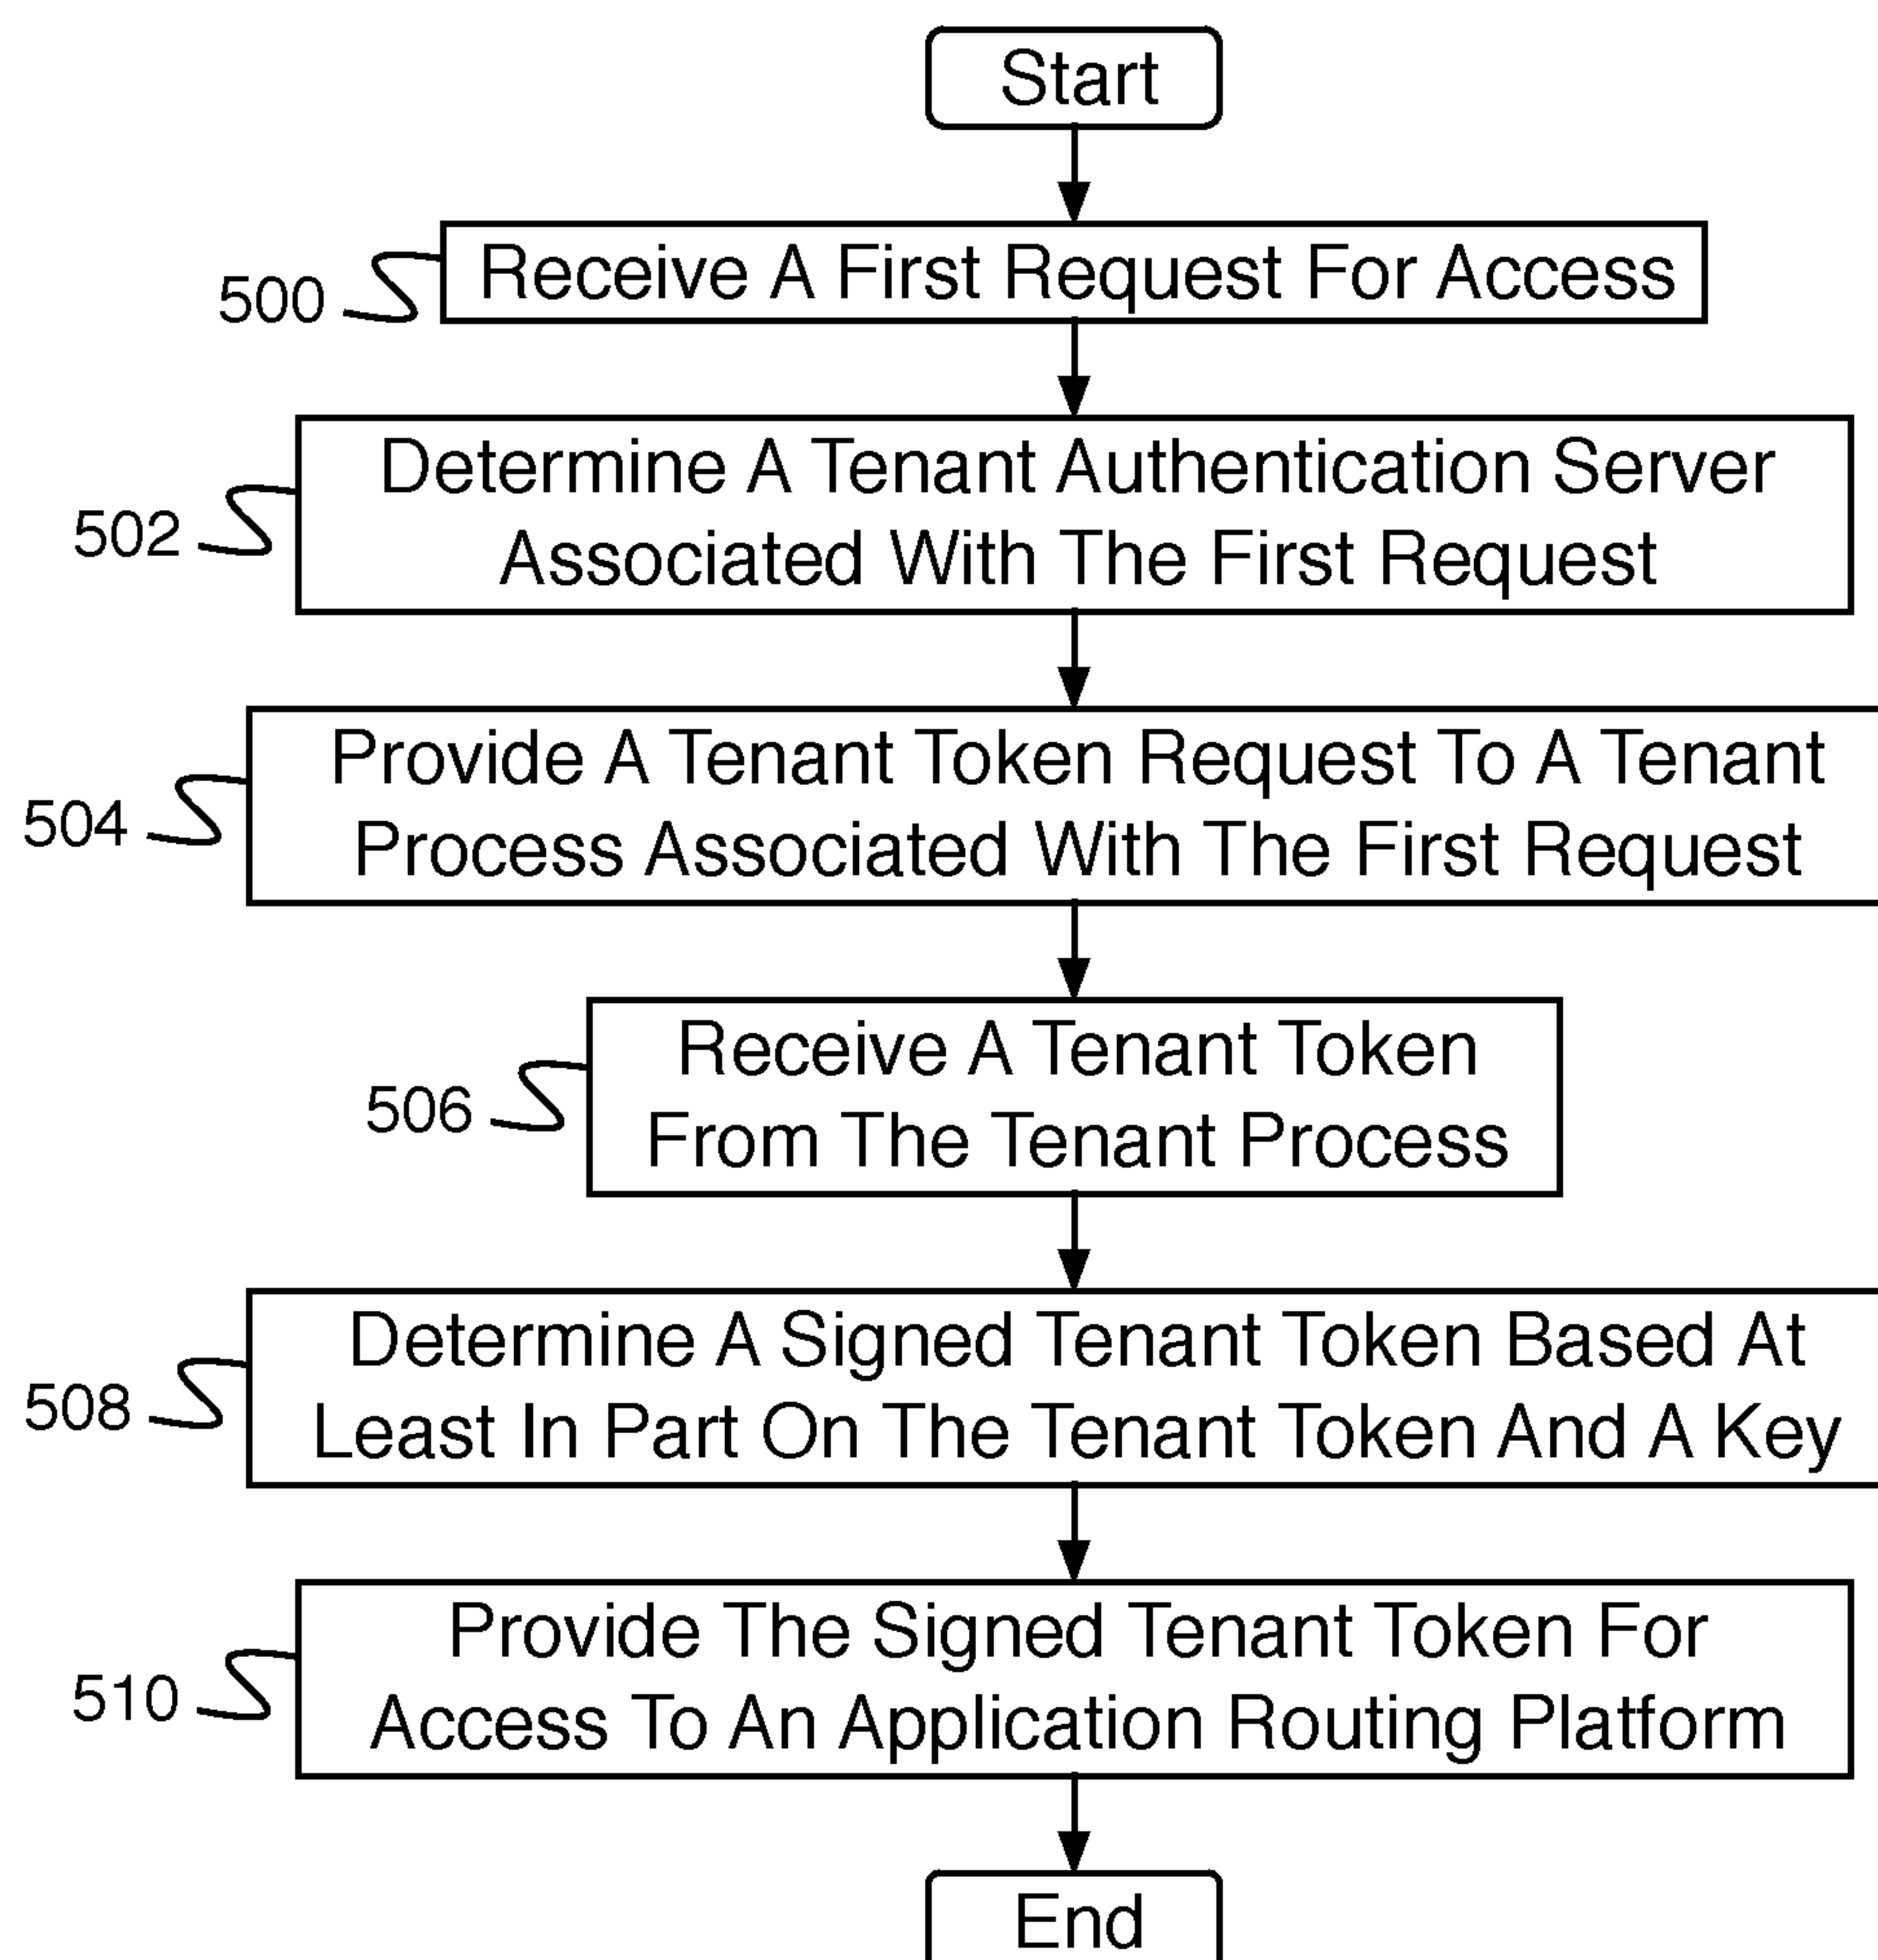 Start
500
Receive A First Request For Access
502
Determine A Tenant Authentication Server
Associated With The First Request
504
Provide A Tenant Token Request To A Tenant
Process Associated With The First Request
506
Receive A Tenant Token
From The Tenant Process
508
Determine A Signed Tenant Token Based At
Least In Part On The Tenant Token And A Key
510
Provide The Signed Tenant Token For
Access To An Application Routing Platform
End